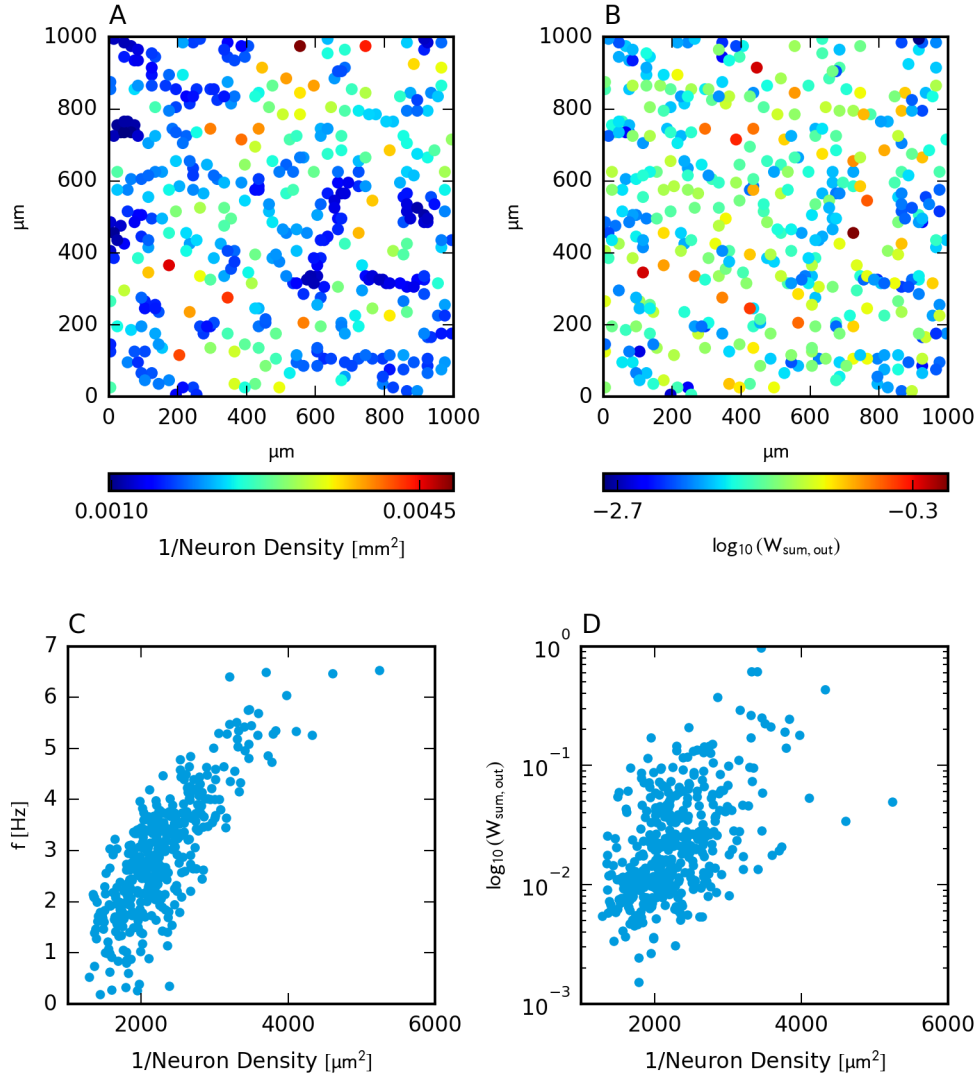 A
1000
800
600
400
200
0
µm
0 200 400 600 800 1000
µm
0.0010 0.0045
1/Neuron Density [mm²]
B
1000
800
600
400
200
0
µm
0 200 400 600 800 1000
µm
−2.7 −0.3
log₁₀(W_sum, out)
C
7
6
5
4
3
2
1
0
f [Hz]
2000 4000 6000
1/Neuron Density [µm²]
D
10⁰
10⁻¹
10⁻²
10⁻³
log₁₀(W_sum, out)
2000 4000 6000
1/Neuron Density [µm²]